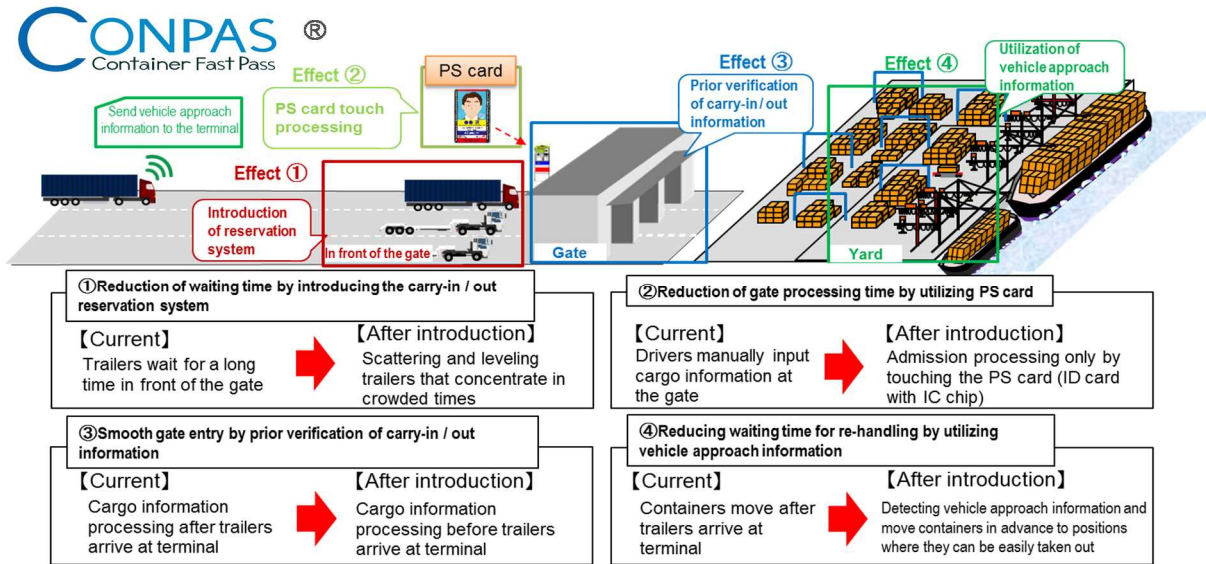 CONPAS ®
Container Fast Pass
Send vehicle approach
information to the terminal
Effect ②
PS card touch
processing
PS card
Effect ③
Prior verification
of carry-in / out
information
Effect ④
Utilization of
vehicle approach
information
Effect ①
Introduction
of reservation
system
In front of the gate
Gate
Yard
①Reduction of waiting time by introducing the carry-in / out
reservation system
【Current】
Trailers wait for a long
time in front of the gate
【After introduction】
Scattering and leveling
trailers that concentrate in
crowded times
②Reduction of gate processing time by utilizing PS card
【Current】
Drivers manually input
cargo information at
the gate
【After introduction】
Admission processing only by
touching the PS card (ID card
with IC chip)
③Smooth gate entry by prior verification of carry-in / out
information
【Current】
Cargo information
processing after trailers
arrive at terminal
【After introduction】
Cargo information
processing before trailers
arrive at terminal
④Reducing waiting time for re-handling by utilizing
vehicle approach information
【Current】
Containers move after
trailers arrive at
terminal
【After introduction】
Detecting vehicle approach information and
move containers in advance to positions
where they can be easily taken out